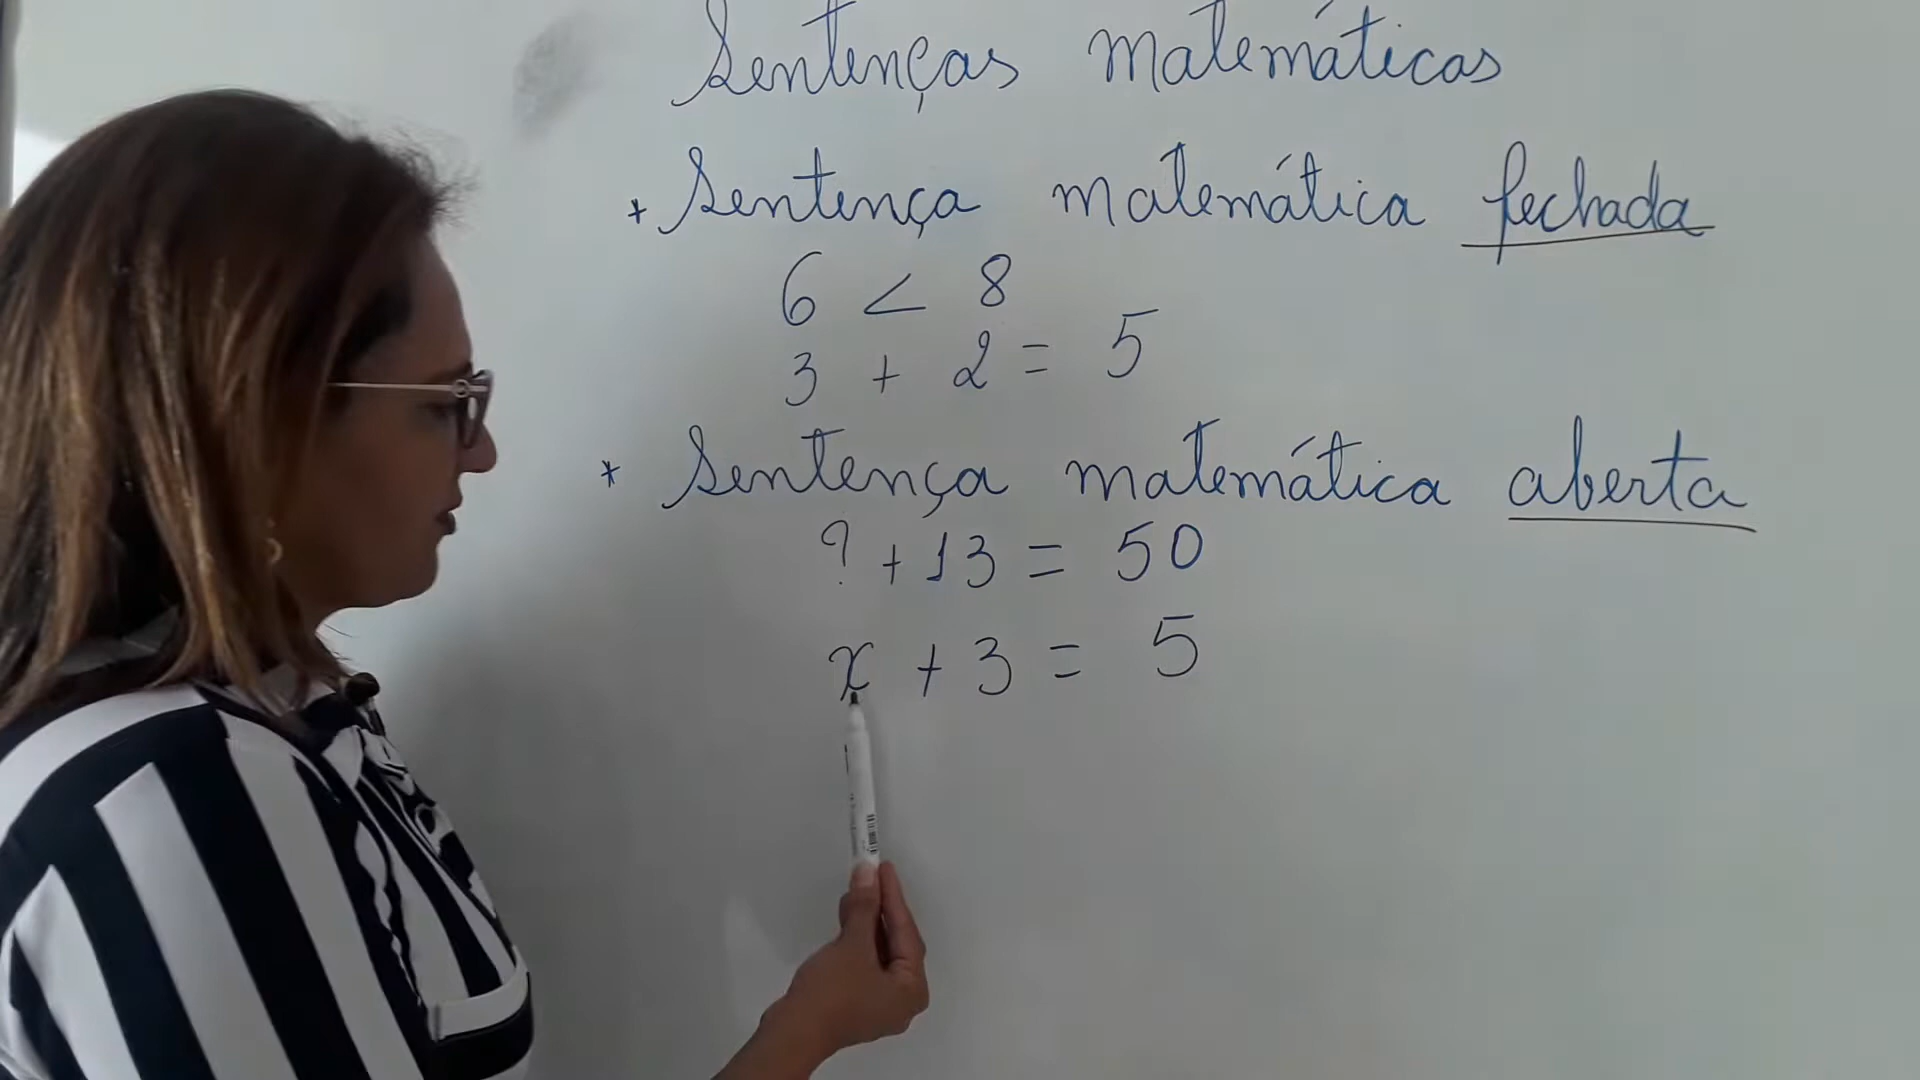 Sentenças matemáticas
* Sentença matemática fechada
6 < 8
3 + 2 = 5
* Sentença matemática aberta
? + 13 = 50
x + 3 = 5